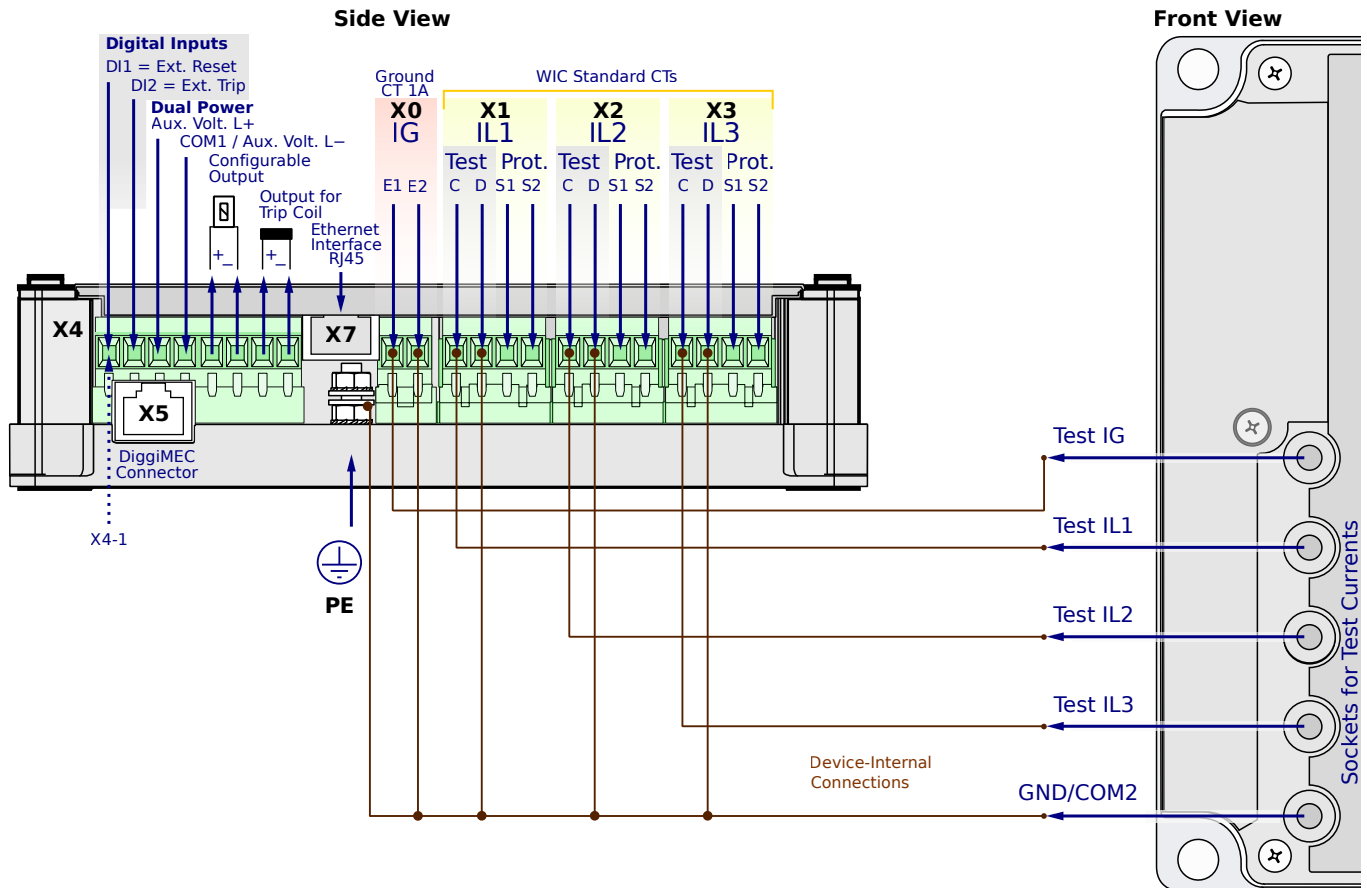 Side View
Front View
Digital Inputs
DI1 = Ext. Reset
DI2 = Ext. Trip
Dual Power
Aux. Volt. L+
COM1 / Aux. Volt. L−
Configurable
Output
+ −
Output for
Trip Coil
+ −
Ethernet
Interface
RJ45
Ground
CT 1A
X0
IG
E1 E2
WIC Standard CTs
X1
IL1
Test Prot.
C D S1 S2
X2
IL2
Test Prot.
C D S1 S2
X3
IL3
Test Prot.
C D S1 S2
X4
X7
X5
DiggiMEC
Connector
X4-1
PE
Test IG
Test IL1
Test IL2
Test IL3
GND/COM2
Device-Internal
Connections
Sockets for Test Currents